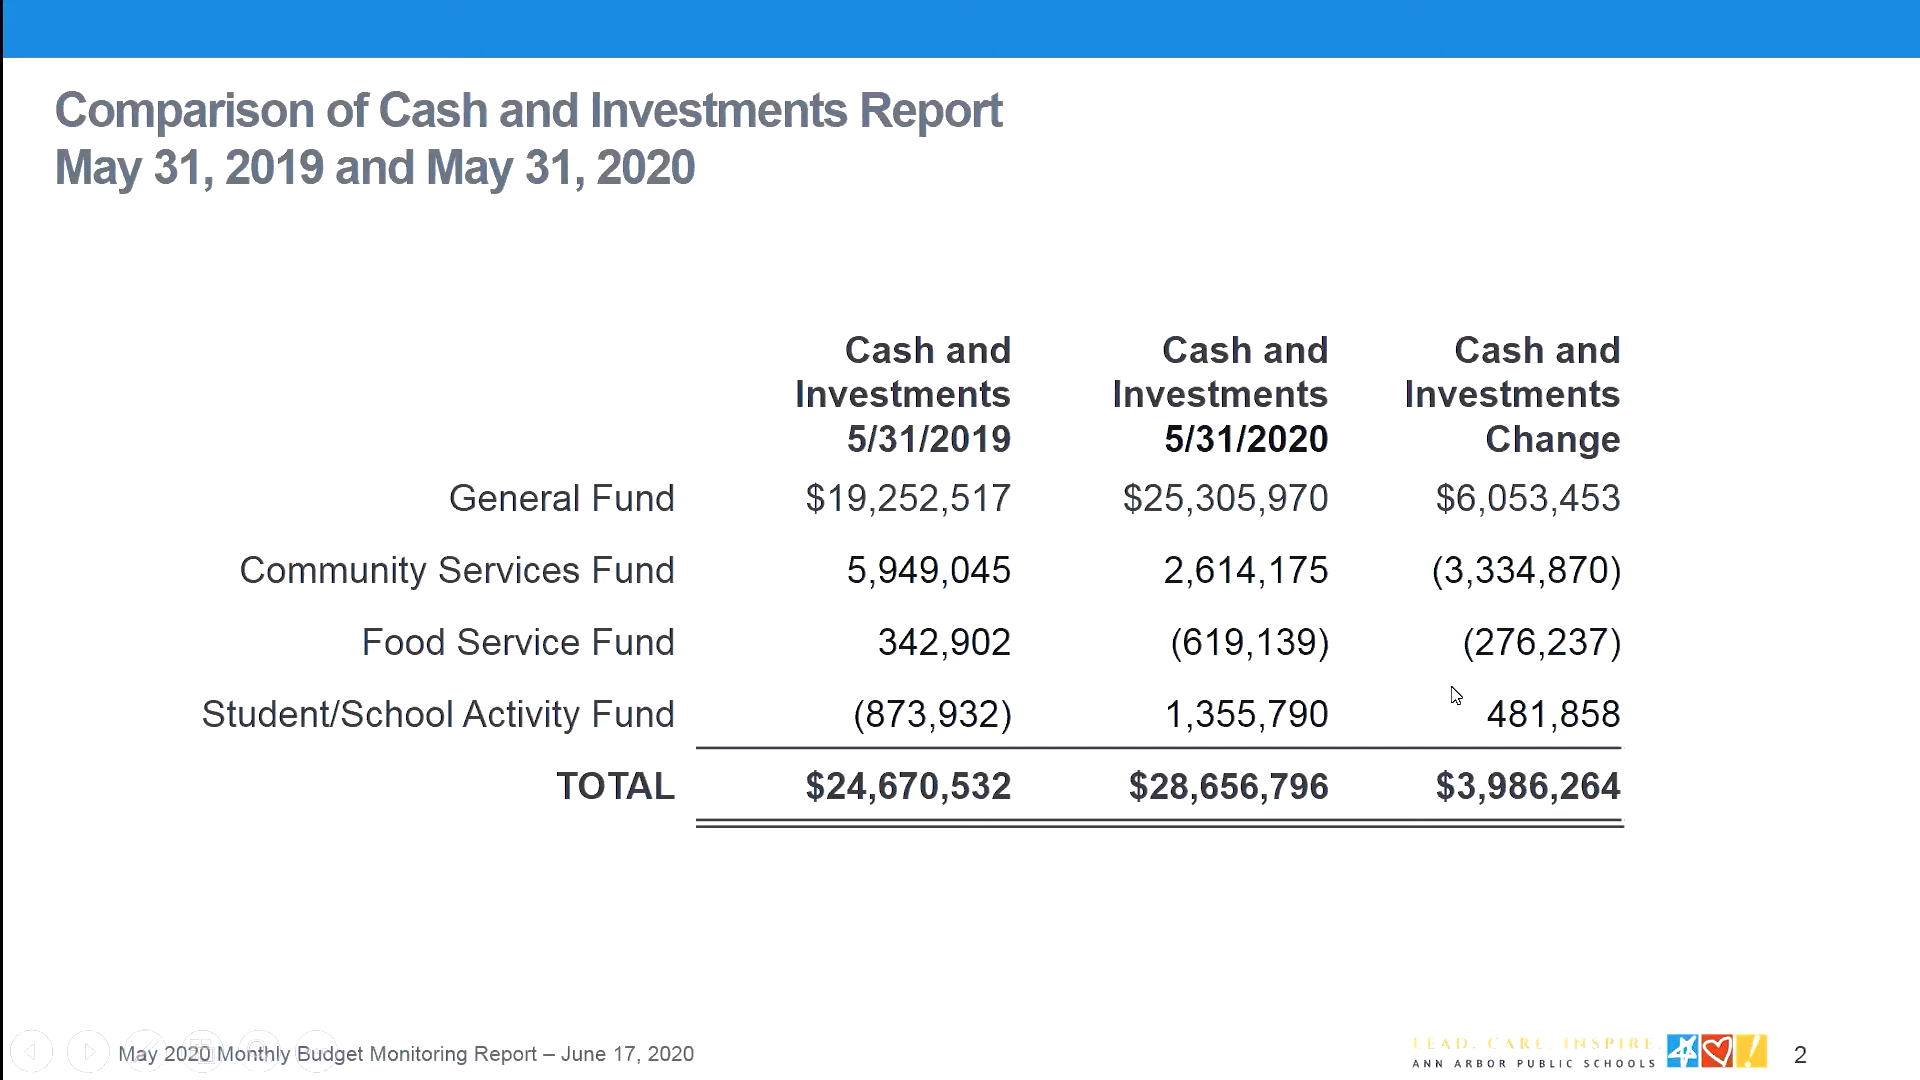 Comparison of Cash and Investments Report
May 31, 2019 and May 31, 2020
Cash and Cash and Cash and
Investments Investments Investments
5/31/2019 5/31/2020 Change
General Fund $19,252,517 $25,305,970 $6,053,453
Community Services Fund 5,949,045 2,614,175 (3,334,870)
Food Service Fund 342,902 (619,139) (276,237)
Student/School Activity Fund (873,932) 1,355,790 481,858
TOTAL $24,670,532 $28,656,796 $3,986,264
May 2020 Monthly Budget Monitoring Report – June 17, 2020
LEAD. CARE. INSPIRE.
ANN ARBOR PUBLIC SCHOOLS
2